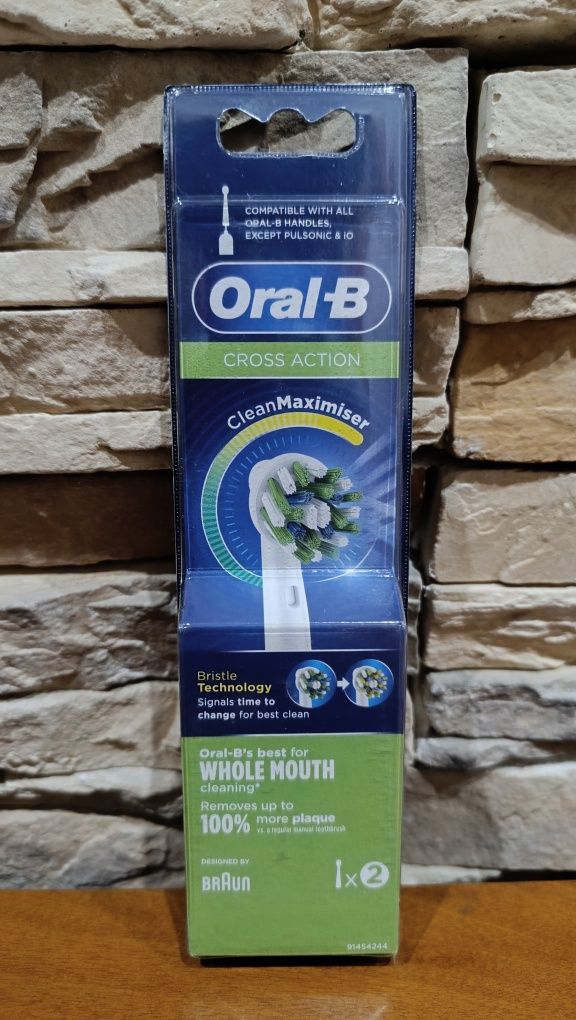 COMPATIBLE WITH ALL
ORAL-B HANDLES,
EXCEPT PULSONIC & iO
Oral-B
CROSS ACTION
CleanMaximiser
Bristle
Technology
Signals time to
change for best clean
Oral-B's best for
WHOLE MOUTH
cleaning*
Removes up to
100% more plaque
vs. a regular manual toothbrush
DESIGNED BY
BRAUN
x2
91454244